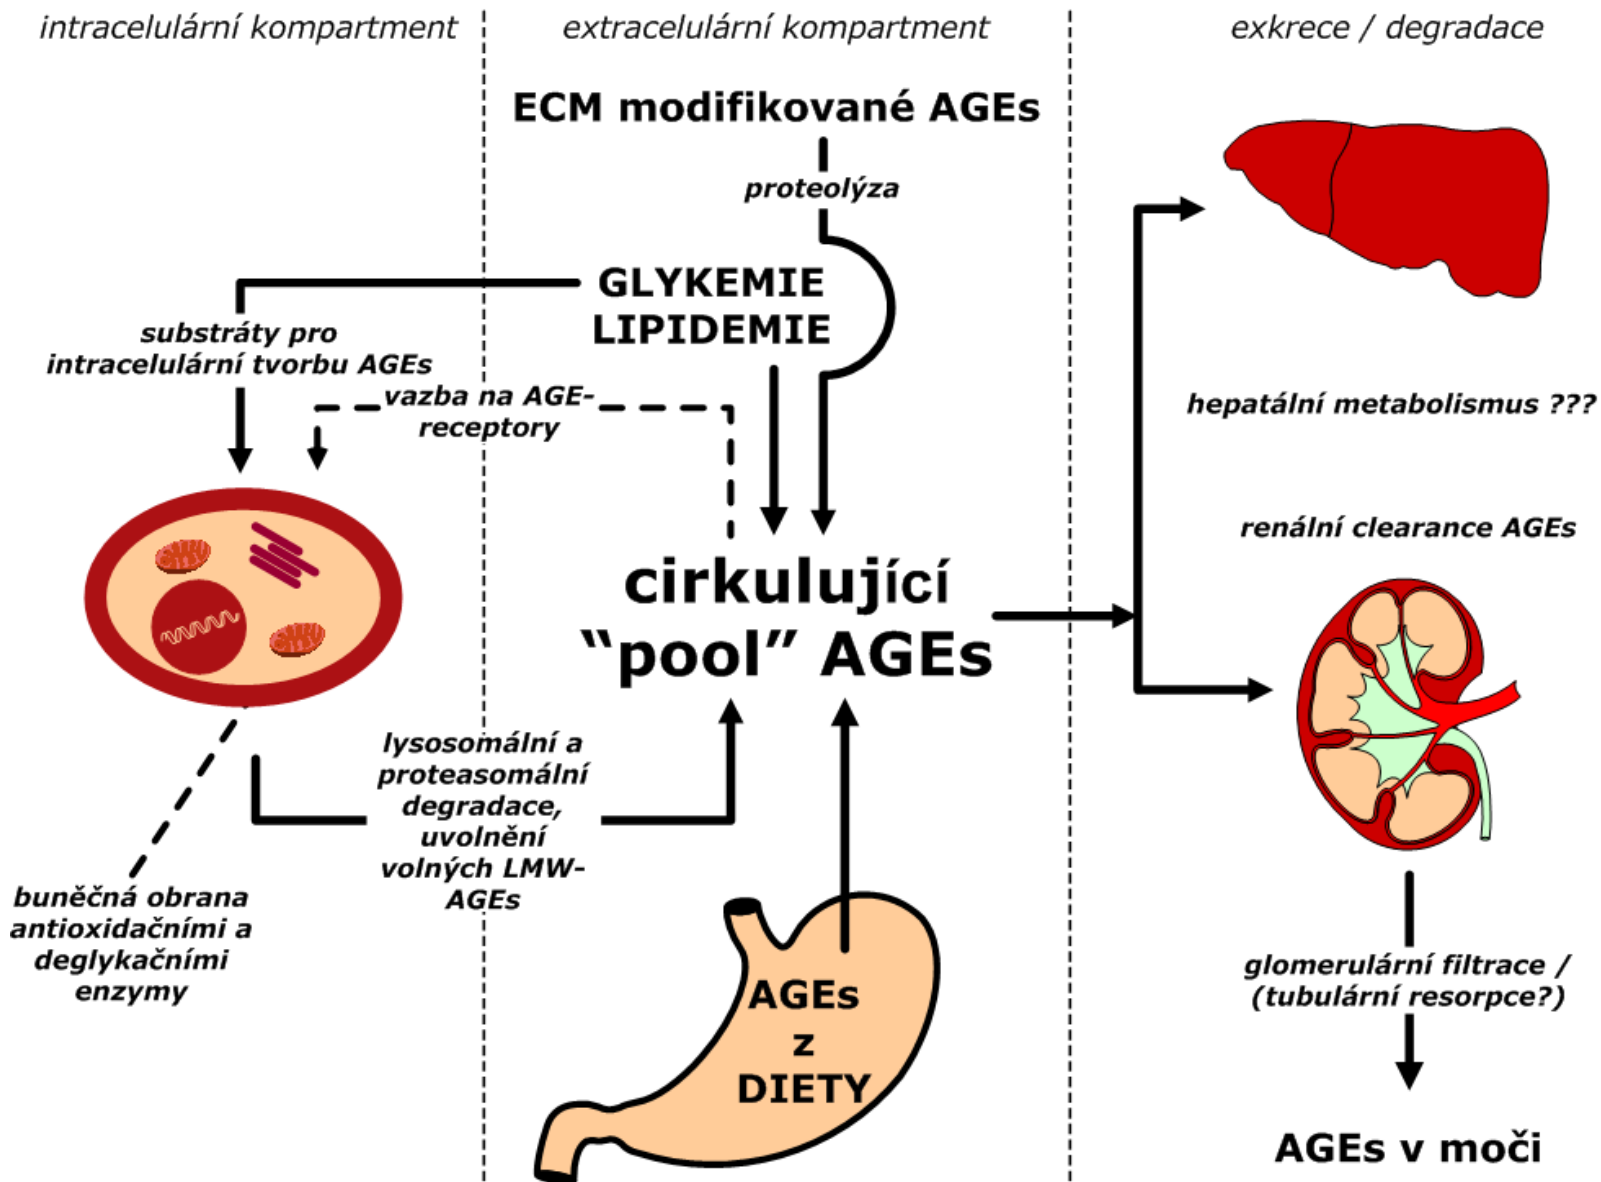 intracelulární kompartment
extracelulární kompartment
exkrece / degradace
ECM modifikované AGEs
proteolýza
GLYKEMIE
LIPIDEMIE
substráty pro
intracelulární tvorbu AGEs
vazba na AGE-
receptory
hepatální metabolismus ???
renální clearance AGEs
cirkulující
“pool” AGEs
lysosomální a
proteasomální
degradace,
uvolnění
volných LMW-
AGEs
buněčná obrana
antioxidačními a
deglykačními
enzymy
AGEs
z
DIETY
glomerulární filtrace /
(tubulární resorpce?)
AGEs v moči